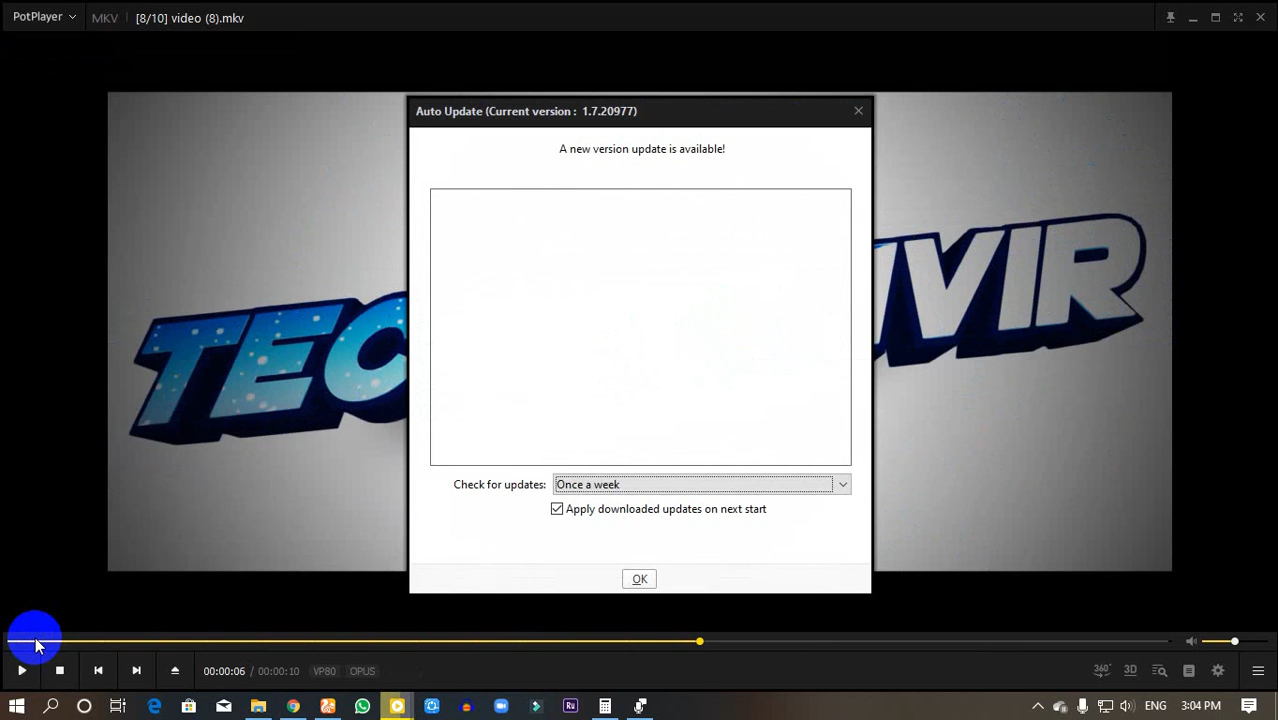 PotPlayer MKV [8/10] video (8).mkv
Auto Update (Current version : 1.7.20977)
A new version update is available!
TEC
VIR
Check for updates: Once a week
Apply downloaded updates on next start
OK
00:00:06 / 00:00:10 VP80 OPUS
360° 3D
Ru
ENG 3:04 PM